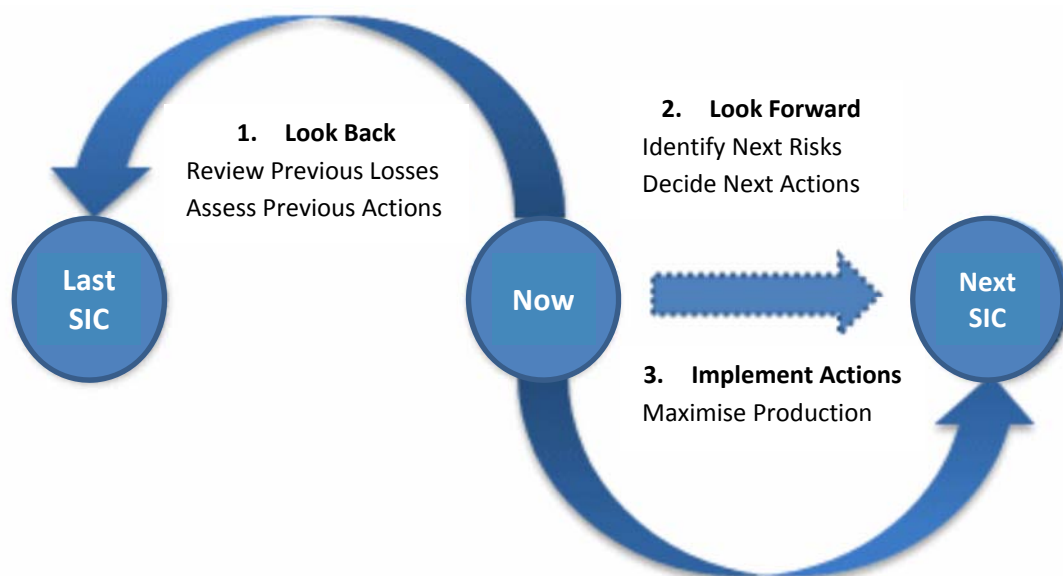 1. Look Back
Review Previous Losses
Assess Previous Actions
2. Look Forward
Identify Next Risks
Decide Next Actions
Last
SIC
Now
Next
SIC
3. Implement Actions
Maximise Production